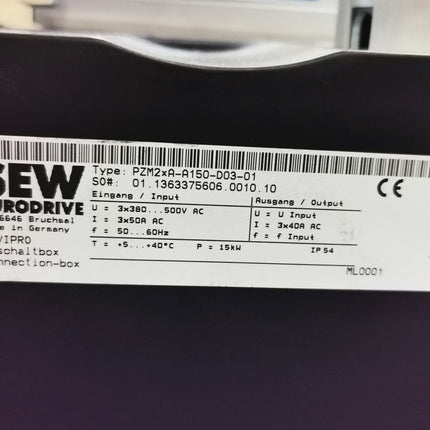 SEW
Type: PZM2xA-A150-D03-01
SO#: 01.1363375606.0010.10
EURODRIVE
Eingang / Input
Ausgang / Output
6646 Bruchsal
U = 3x380...500V AC
U = U Input
e in Germany
I = 3x50A AC
I = 3x40A AC
VIPRO
f = 50...60Hz
f = f Input
schaltbox
T = +5...+40°C P = 15kW
IP54
nnection-box
ML0001
CE